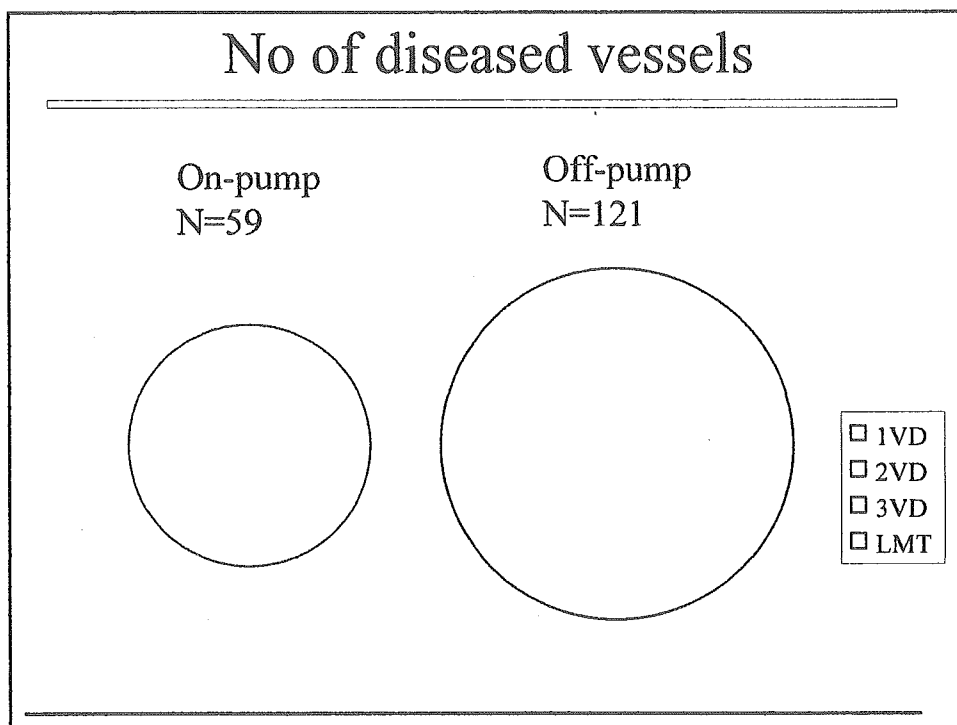 No of diseased vessels
On-pump
N=59
Off-pump
N=121
1VD
2VD
3VD
LMT